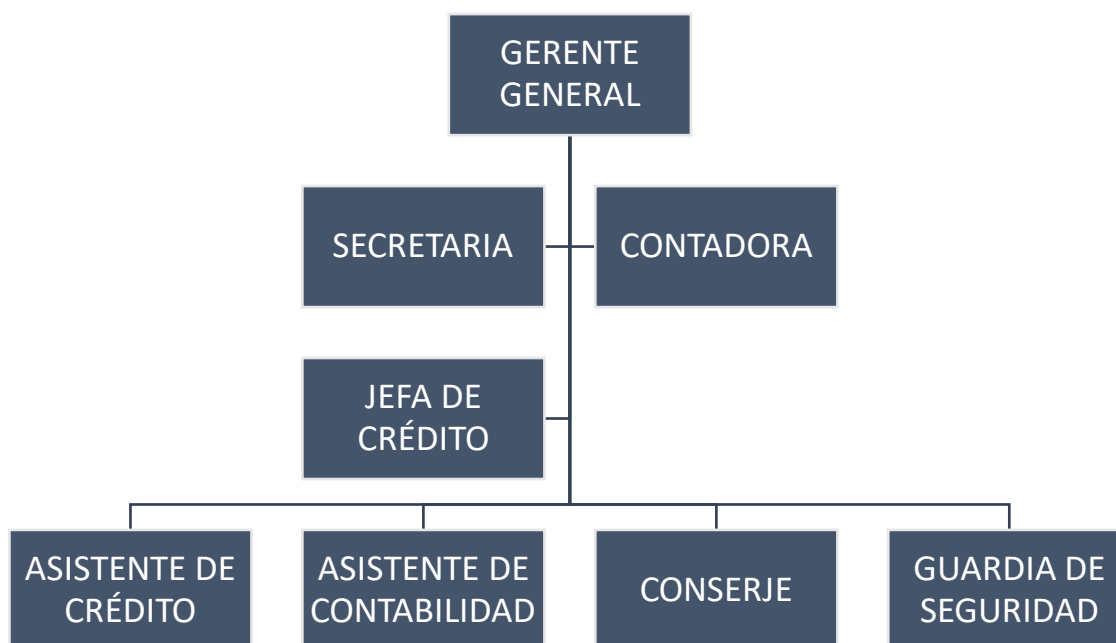 GERENTE
GENERAL
SECRETARIA
CONTADORA
JEFA DE
CRÉDITO
ASISTENTE DE
CRÉDITO
ASISTENTE DE
CONTABILIDAD
CONSERJE
GUARDIA DE
SEGURIDAD